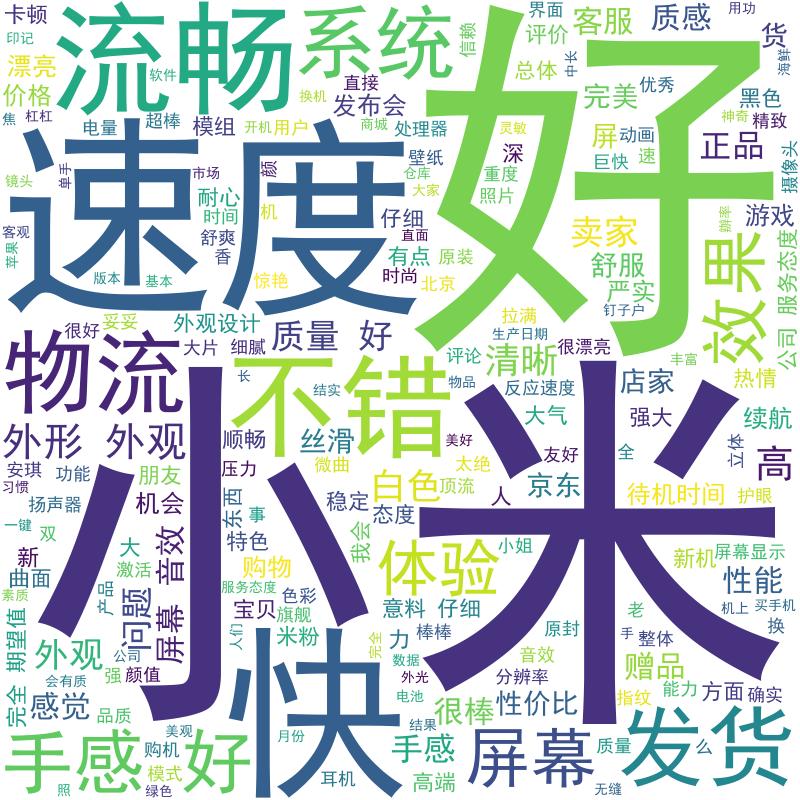 卡顿
流畅
系统
信赖
界面
客服
质感
用功
印记
漂亮
软件
直接
评价
中长
货
海鲜
价格
换机
发布会
总体
好
完美
优秀
黑色
神奇
精致
焦
杠杠
电量
超棒
模组
开机
用户
商城
处理器
灵敏
屏
动画
速
正品
摄像头
速度
颜
壁纸
深
巨快
镜头
单手
市场
仓库
大家
重度
照片
耐心
时间
机
仔细
卖家
游戏
客观
苹果
舒爽
香
直面
有点
原装
舒服
效果
服务态度
版本
基本
惊艳
时尚
北京
严实
公司
妥妥
外观设计
拉满
钉子户
很好
大片
细腻
质量
好
生产日期
评论
很漂亮
丰富
物流
不错
清晰
店家
热情
长
结实
物品
反应速度
小米
外形
外观
顺畅
丝滑
美好
大气
强大
续航
安琪
功能
朋友
压力
微曲
太绝
友好
全
立体
高
习惯
扬声器
机会
东西
稳定
白色
顶流
人
京东
待机时间
护眼
一键
双
音效
事
态度
我会
新
大
特色
小姐
新机
屏幕显示
曲面
激活
购物
体验
性能
素质
产品
问题
屏幕
服务态度
色彩
宝贝
旗舰
意料
仔细
老
机上
买手机
期望值
人们
米粉
完全
力
棒棒
原封
手
整体
换
外观
公司
快
数据
音效
赠品
完全
会有质
强
颜值
外光
分辨率
能力
方面
确实
感觉
品质
电池
很棒
性价比
指纹
美观
月份
结果
发货
手感
好
购机
手感
屏幕
质量
么
照
模式
绿色
耳机
高端
无缝